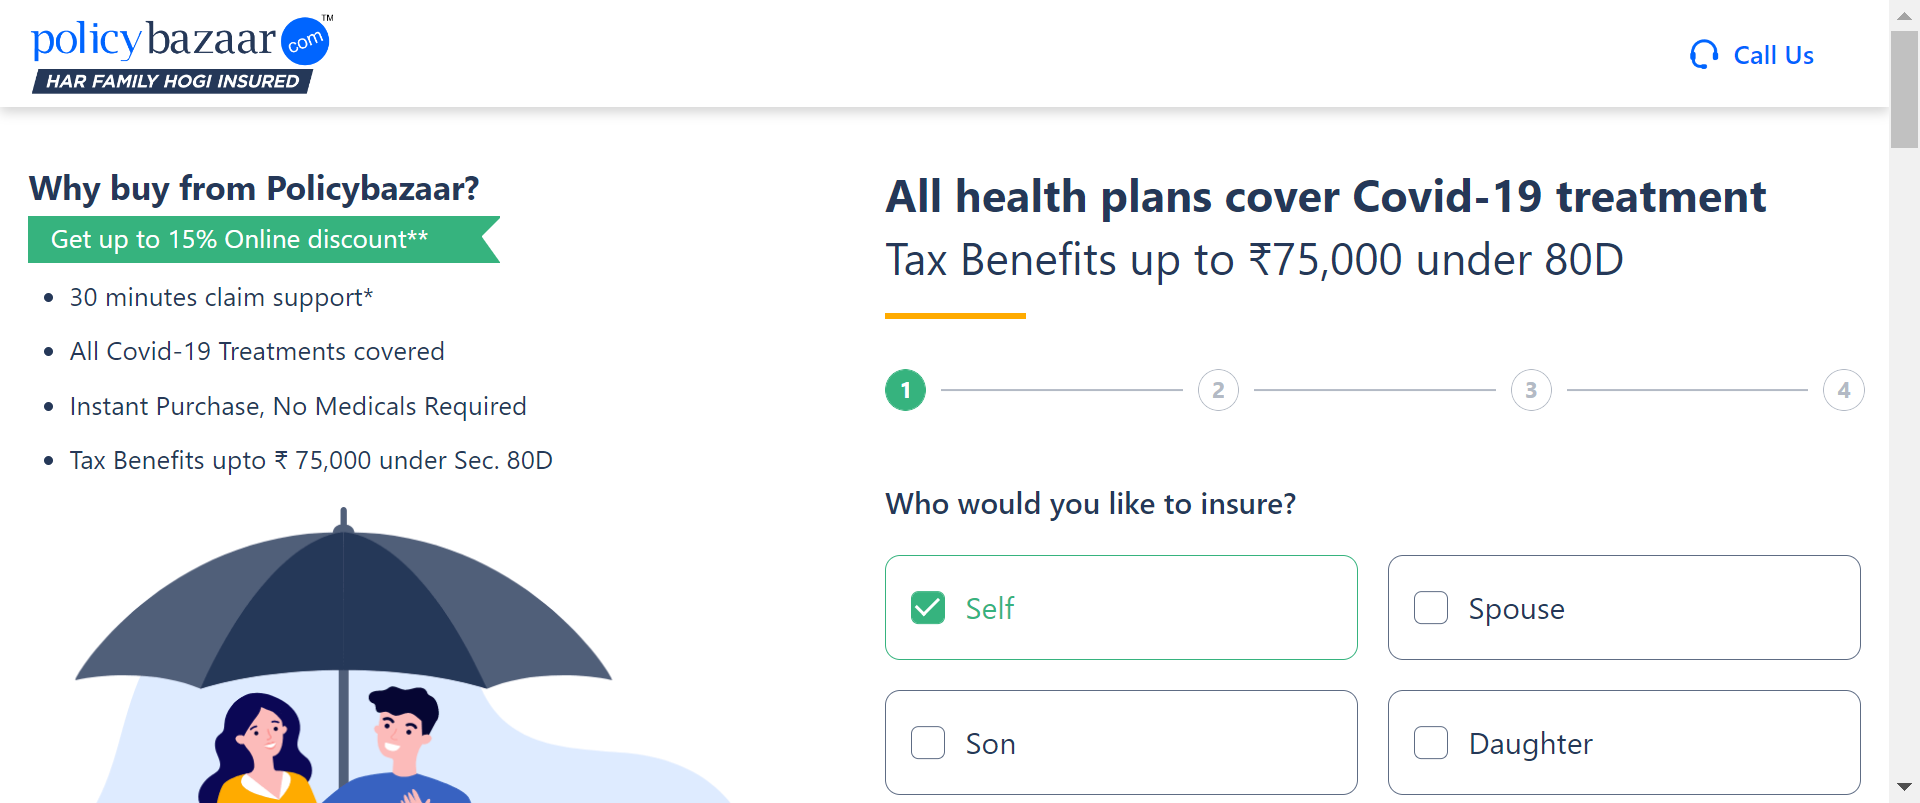 policybazaar com TM
HAR FAMILY HOGI INSURED
Call Us
Why buy from Policybazaar?
Get up to 15% Online discount**
30 minutes claim support*
All Covid-19 Treatments covered
Instant Purchase, No Medicals Required
Tax Benefits upto ₹ 75,000 under Sec. 80D
All health plans cover Covid-19 treatment
Tax Benefits up to ₹75,000 under 80D
1 2 3 4
Who would you like to insure?
Self Spouse
Son Daughter